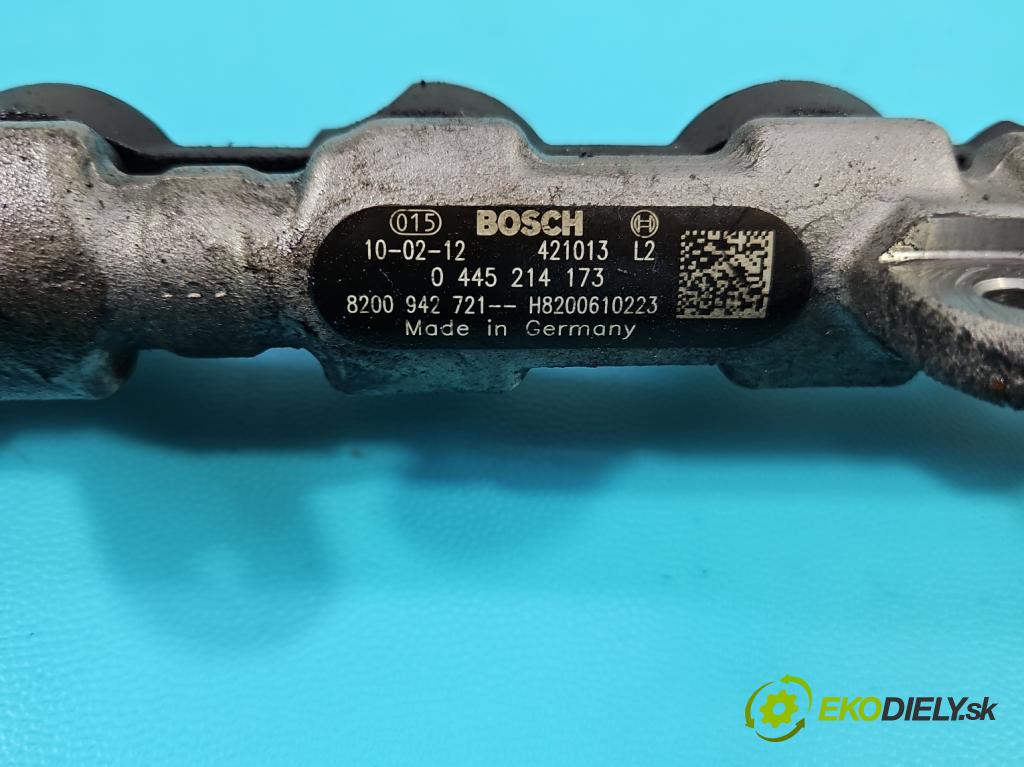 015 BOSCH
10-02-12 421013 L2
0 445 214 173
8200 942 721-- H8200610223
Made in Germany
EKODIELY.sk